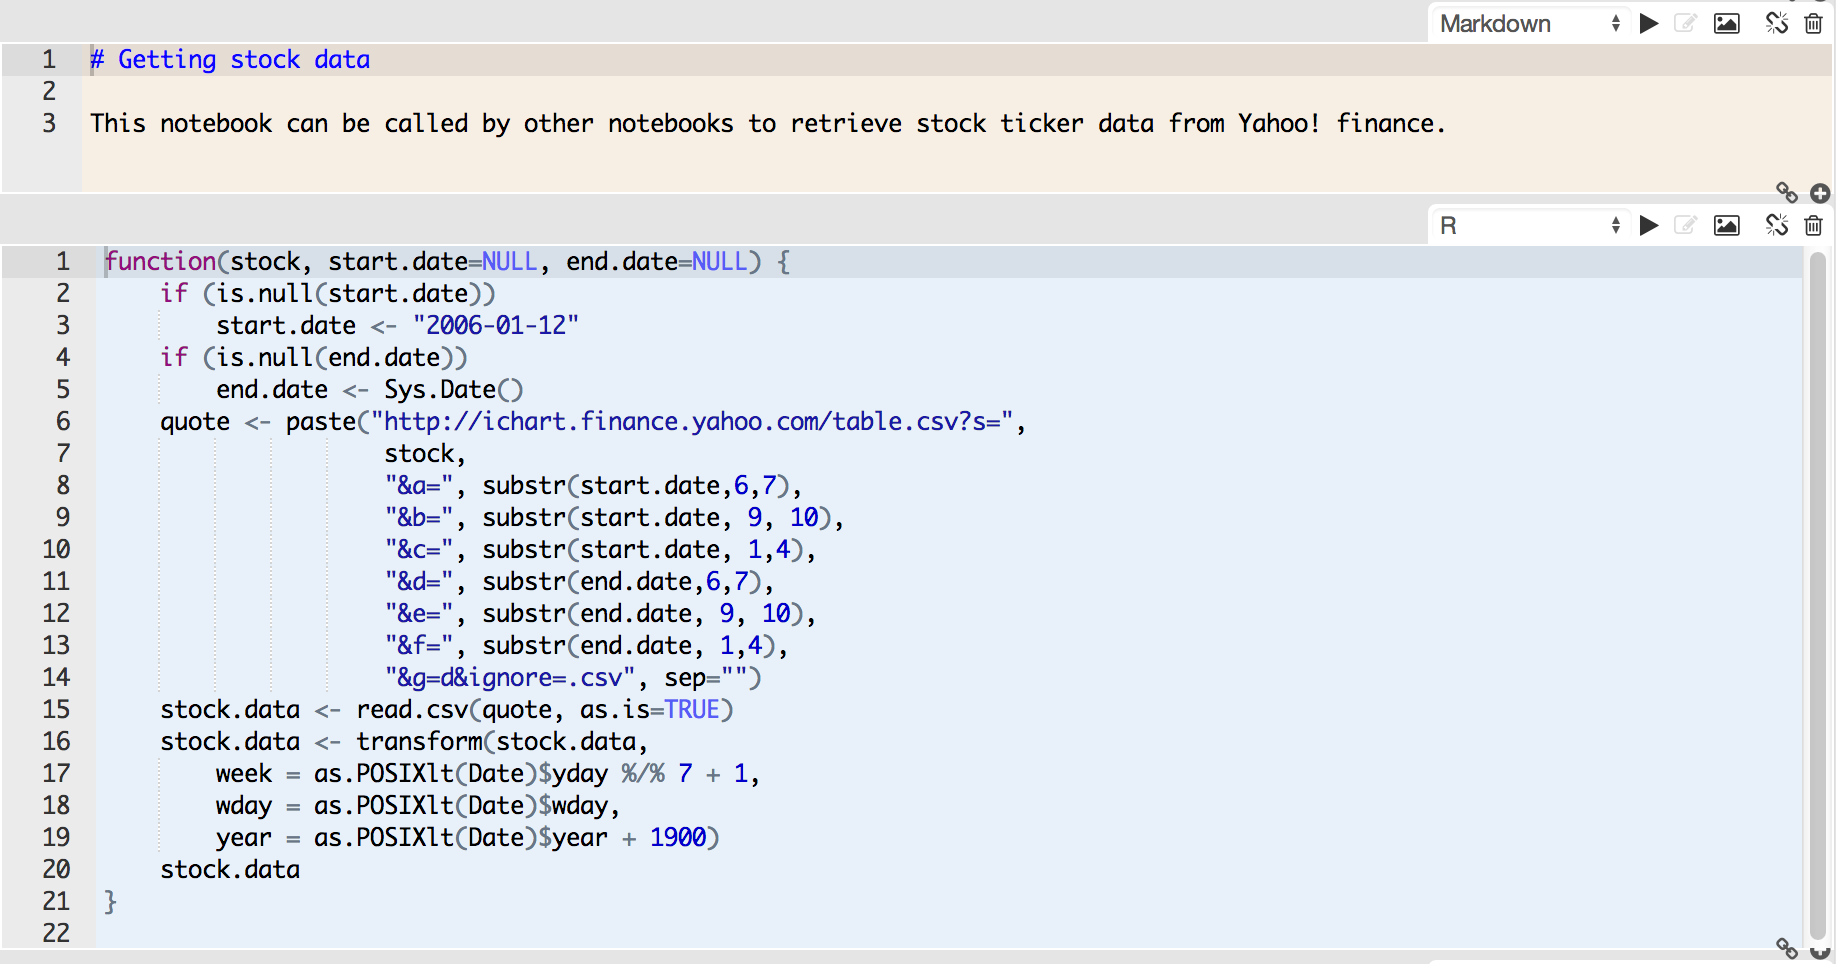 Markdown
1 # Getting stock data
2
3 This notebook can be called by other notebooks to retrieve stock ticker data from Yahoo! finance.
R
1 function(stock, start.date=NULL, end.date=NULL) {
2     if (is.null(start.date))
3         start.date <- "2006-01-12"
4     if (is.null(end.date))
5         end.date <- Sys.Date()
6     quote <- paste("http://ichart.finance.yahoo.com/table.csv?s=",
7                     stock,
8                     "&a=", substr(start.date,6,7),
9                     "&b=", substr(start.date, 9, 10),
10                     "&c=", substr(start.date, 1,4),
11                     "&d=", substr(end.date,6,7),
12                     "&e=", substr(end.date, 9, 10),
13                     "&f=", substr(end.date, 1,4),
14                     "&g=d&ignore=.csv", sep="")
15     stock.data <- read.csv(quote, as.is=TRUE)
16     stock.data <- transform(stock.data,
17         week = as.POSIXlt(Date)$yday %/% 7 + 1,
18         wday = as.POSIXlt(Date)$wday,
19         year = as.POSIXlt(Date)$year + 1900)
20     stock.data
21 }
22